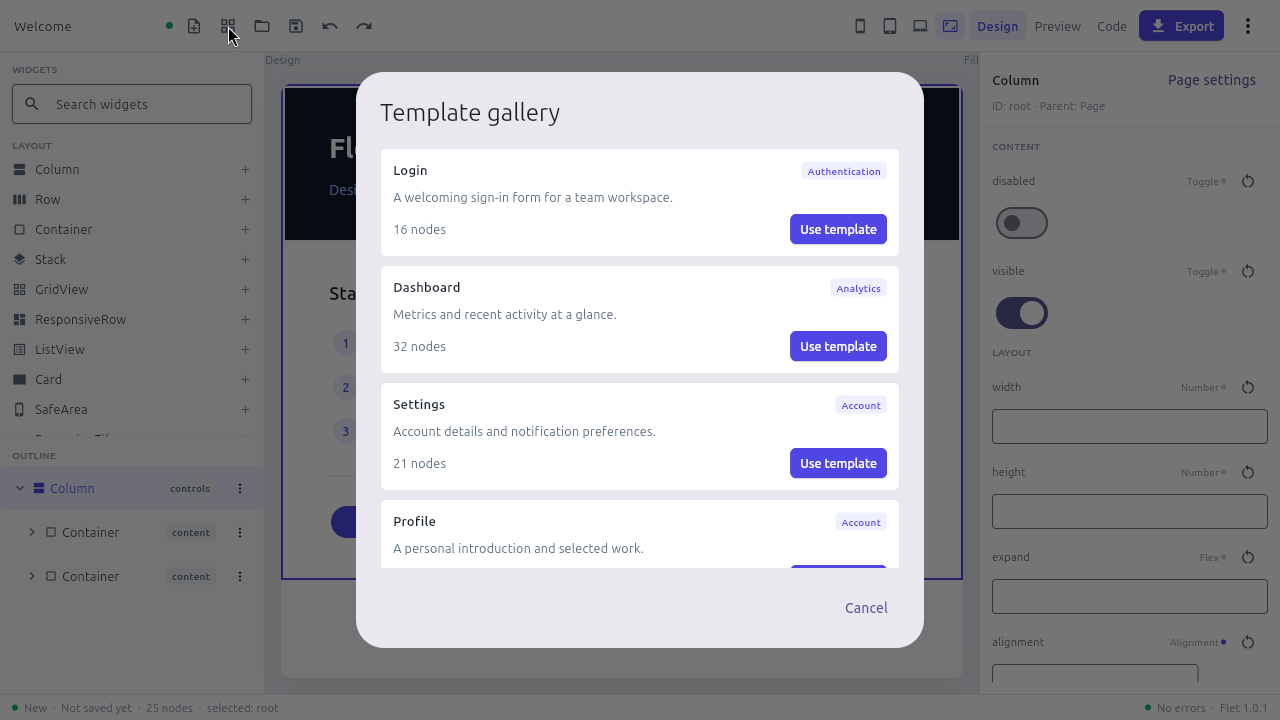 Welcome
Design
Preview
Code
Export
WIDGETS
Search widgets
LAYOUT
Column
Row
Container
Stack
GridView
ResponsiveRow
ListView
Card
SafeArea
OUTLINE
Column controls
Container content
Container content
Design
Fill
1
2
3
Template gallery
Login
Authentication
A welcoming sign-in form for a team workspace.
16 nodes
Use template
Dashboard
Analytics
Metrics and recent activity at a glance.
32 nodes
Use template
Settings
Account
Account details and notification preferences.
21 nodes
Use template
Profile
Account
A personal introduction and selected work.
Cancel
Column
Page settings
ID: root · Parent: Page
CONTENT
disabled
Toggle
visible
Toggle
LAYOUT
width
Number
height
Number
expand
Flex
alignment
Alignment
New · Not saved yet · 25 nodes · selected: root
No errors · Flet 1.0.1